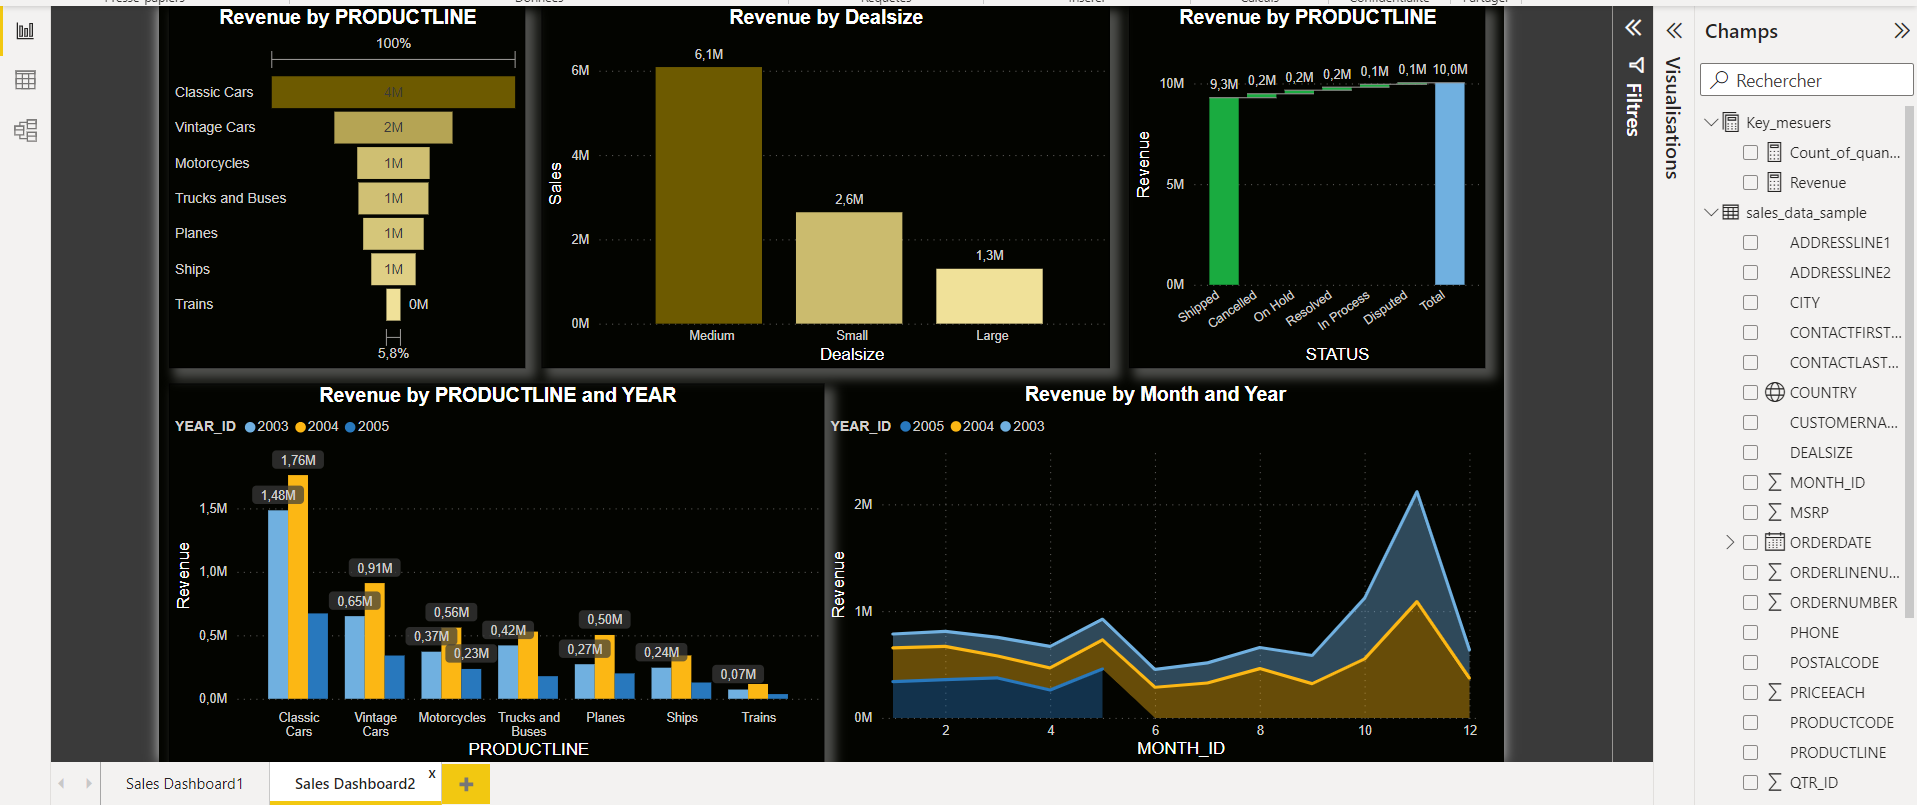 Revenue by PRODUCTLINE
100%
Classic Cars
4M
Vintage Cars
2M
Motorcycles
1M
Trucks and Buses
1M
Planes
1M
Ships
1M
Trains
0M
5,8%
Revenue by Dealsize
Sales
6M
4M
2M
0M
6,1M
2,6M
1,3M
Medium
Small
Large
Dealsize
Revenue by PRODUCTLINE
Revenue
10M
5M
0M
9,3M
0,2M
0,2M
0,2M
0,1M
0,1M
10,0M
Shipped
Cancelled
On Hold
Resolved
In Process
Disputed
Total
STATUS
Revenue by PRODUCTLINE and YEAR
YEAR_ID 2003 2004 2005
Revenue
1,5M
1,0M
0,5M
0,0M
1,76M
1,48M
0,91M
0,65M
0,56M
0,37M
0,23M
0,42M
0,50M
0,27M
0,24M
0,07M
Classic
Cars
Vintage
Cars
Motorcycles
Trucks and
Buses
Planes
Ships
Trains
PRODUCTLINE
Revenue by Month and Year
YEAR_ID 2005 2004 2003
Revenue
2M
1M
0M
2
4
6
8
10
12
MONTH_ID
Sales Dashboard1
Sales Dashboard2
x
+
Filtres
Visualisations
Champs
Rechercher
Key_mesuers
Count_of_quan...
Revenue
sales_data_sample
ADDRESSLINE1
ADDRESSLINE2
CITY
CONTACTFIRST...
CONTACTLAST...
COUNTRY
CUSTOMERNA...
DEALSIZE
MONTH_ID
MSRP
ORDERDATE
ORDERLINENU...
ORDERNUMBER
PHONE
POSTALCODE
PRICEEACH
PRODUCTCODE
PRODUCTLINE
QTR_ID